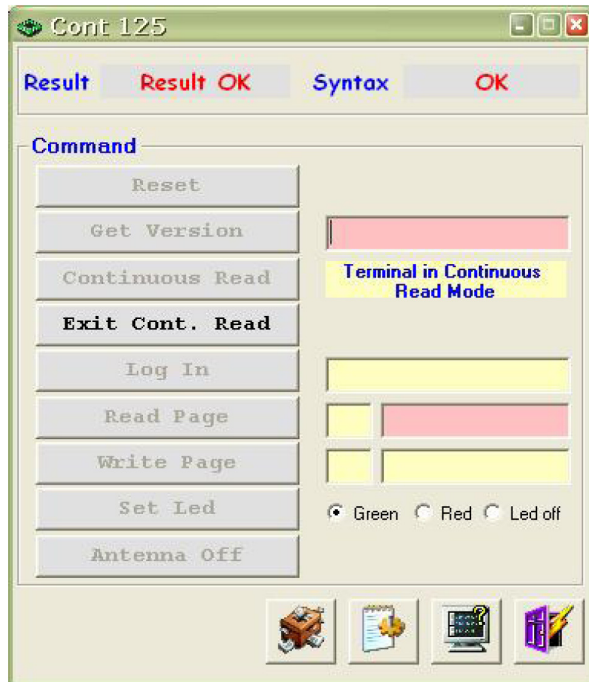 Cont 125
Result Result OK Syntax OK
Command
Reset
Get Version
Continuous Read Terminal in Continuous
Read Mode
Exit Cont. Read
Log In
Read Page
Write Page
Set Led Green Red Led off
Antenna Off